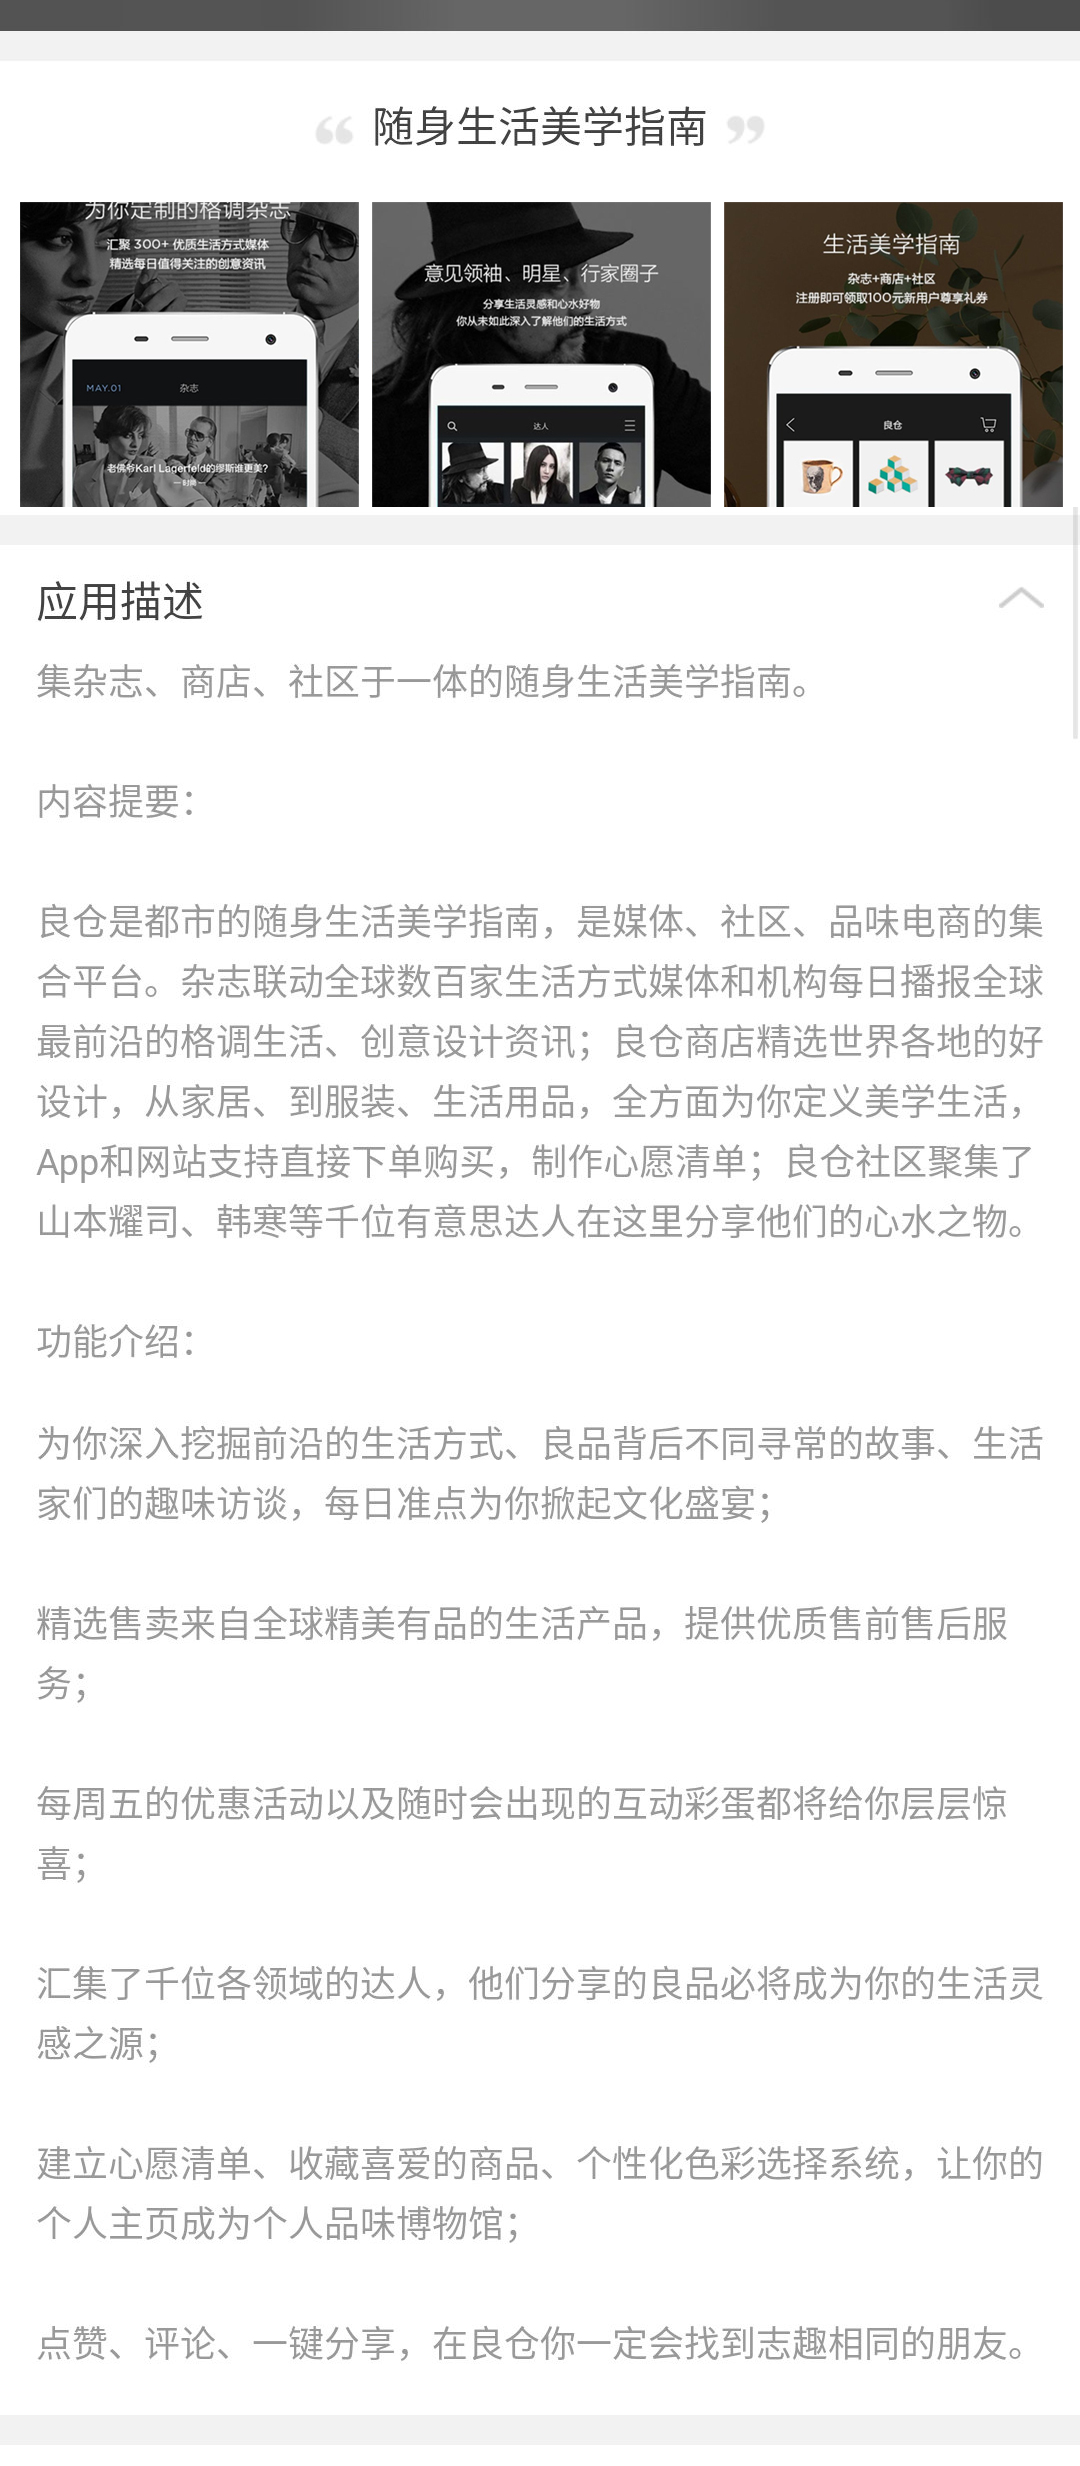 “ 随身生活美学指南 ”
为你定制的格调杂志
汇聚 300+ 优质生活方式媒体
精选每日值得关注的创意资讯
MAY.01 杂志
老佛爷Karl Lagerfeld的缪斯谁更美?
— 时尚 —
意见领袖、明星、行家圈子
分享生活灵感和心水好物
你从未如此深入了解他们的生活方式
达人
生活美学指南
杂志+商店+社区
注册即可领取100元新用户尊享礼券
良仓
应用描述
集杂志、商店、社区于一体的随身生活美学指南。
内容提要：
良仓是都市的随身生活美学指南，是媒体、社区、品味电商的集
合平台。杂志联动全球数百家生活方式媒体和机构每日播报全球
最前沿的格调生活、创意设计资讯；良仓商店精选世界各地的好
设计，从家居、到服装、生活用品，全方面为你定义美学生活，
App和网站支持直接下单购买，制作心愿清单；良仓社区聚集了
山本耀司、韩寒等千位有意思达人在这里分享他们的心水之物。
功能介绍：
为你深入挖掘前沿的生活方式、良品背后不同寻常的故事、生活
家们的趣味访谈，每日准点为你掀起文化盛宴；
精选售卖来自全球精美有品的生活产品，提供优质售前售后服
务；
每周五的优惠活动以及随时会出现的互动彩蛋都将给你层层惊
喜；
汇集了千位各领域的达人，他们分享的良品必将成为你的生活灵
感之源；
建立心愿清单、收藏喜爱的商品、个性化色彩选择系统，让你的
个人主页成为个人品味博物馆；
点赞、评论、一键分享，在良仓你一定会找到志趣相同的朋友。